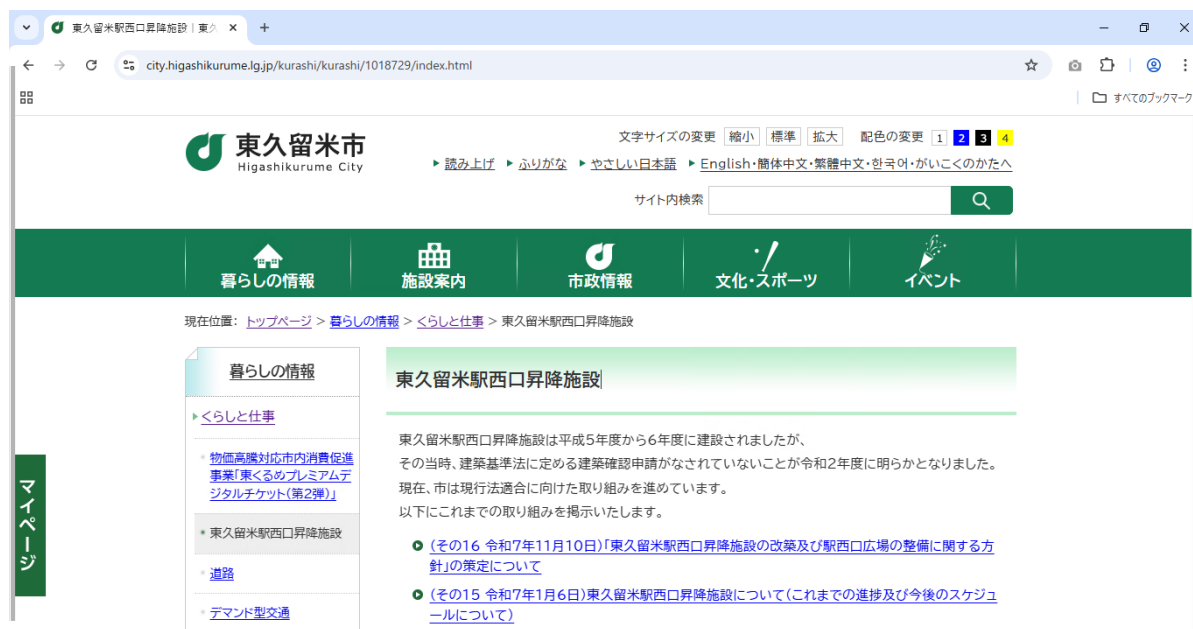 東久留米駅西口昇降施設｜東久
city.higashikurume.lg.jp/kurashi/kurashi/1018729/index.html
すべてのブックマーク
東久留米市
Higashikurume City
文字サイズの変更 縮小 標準 拡大 配色の変更 1 2 3 4
読み上げ ふりがな やさしい日本語 English・簡体中文・繁體中文・한국어・がいこくのかたへ
サイト内検索
暮らしの情報 施設案内 市政情報 文化・スポーツ イベント
現在位置： トップページ > 暮らしの情報 > くらしと仕事 > 東久留米駅西口昇降施設
暮らしの情報
くらしと仕事
物価高騰対応市内消費促進
事業「東くるめプレミアムデ
ジタルチケット（第2弾）」
東久留米駅西口昇降施設
道路
デマンド型交通
マイページ
東久留米駅西口昇降施設
東久留米駅西口昇降施設は平成5年度から6年度に建設されましたが、
その当時、建築基準法に定める建築確認申請がなされていないことが令和2年度に明らかとなりました。
現在、市は現行法適合に向けた取り組みを進めています。
以下にこれまでの取り組みを掲示いたします。
（その16 令和7年11月10日）「東久留米駅西口昇降施設の改築及び駅西口広場の整備に関する方
針」の策定について
（その15 令和7年1月6日）東久留米駅西口昇降施設について（これまでの進捗及び今後のスケジュ
ールについて）